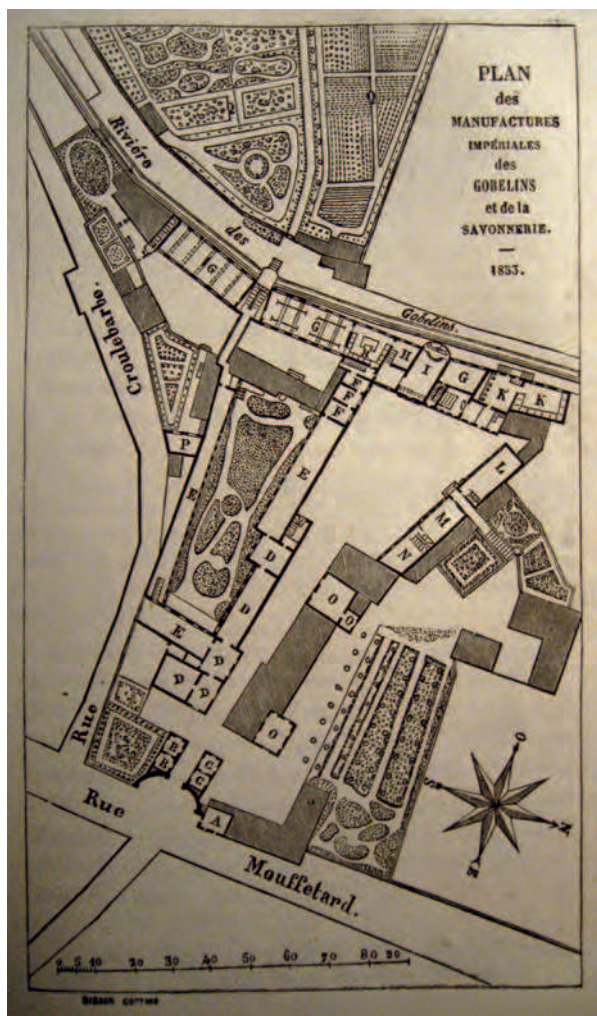 PLAN
des
MANUFACTURES
IMPÉRIALES
des
GOBELINS
et de la
SAVONNERIE.
—
1853.
Rivière
des
Gobelins.
Croulebarbe.
Q
Q
G
G
H
I
G
K
K
F
F
F
L
M
N
P
E
E
D
D
O
O
E
D
D
D
O
B
B
C
C
A
Rue
Rue
Mouffetard.
O
S
N
E
0 5 10 20 30 40 50 60 70 80 90